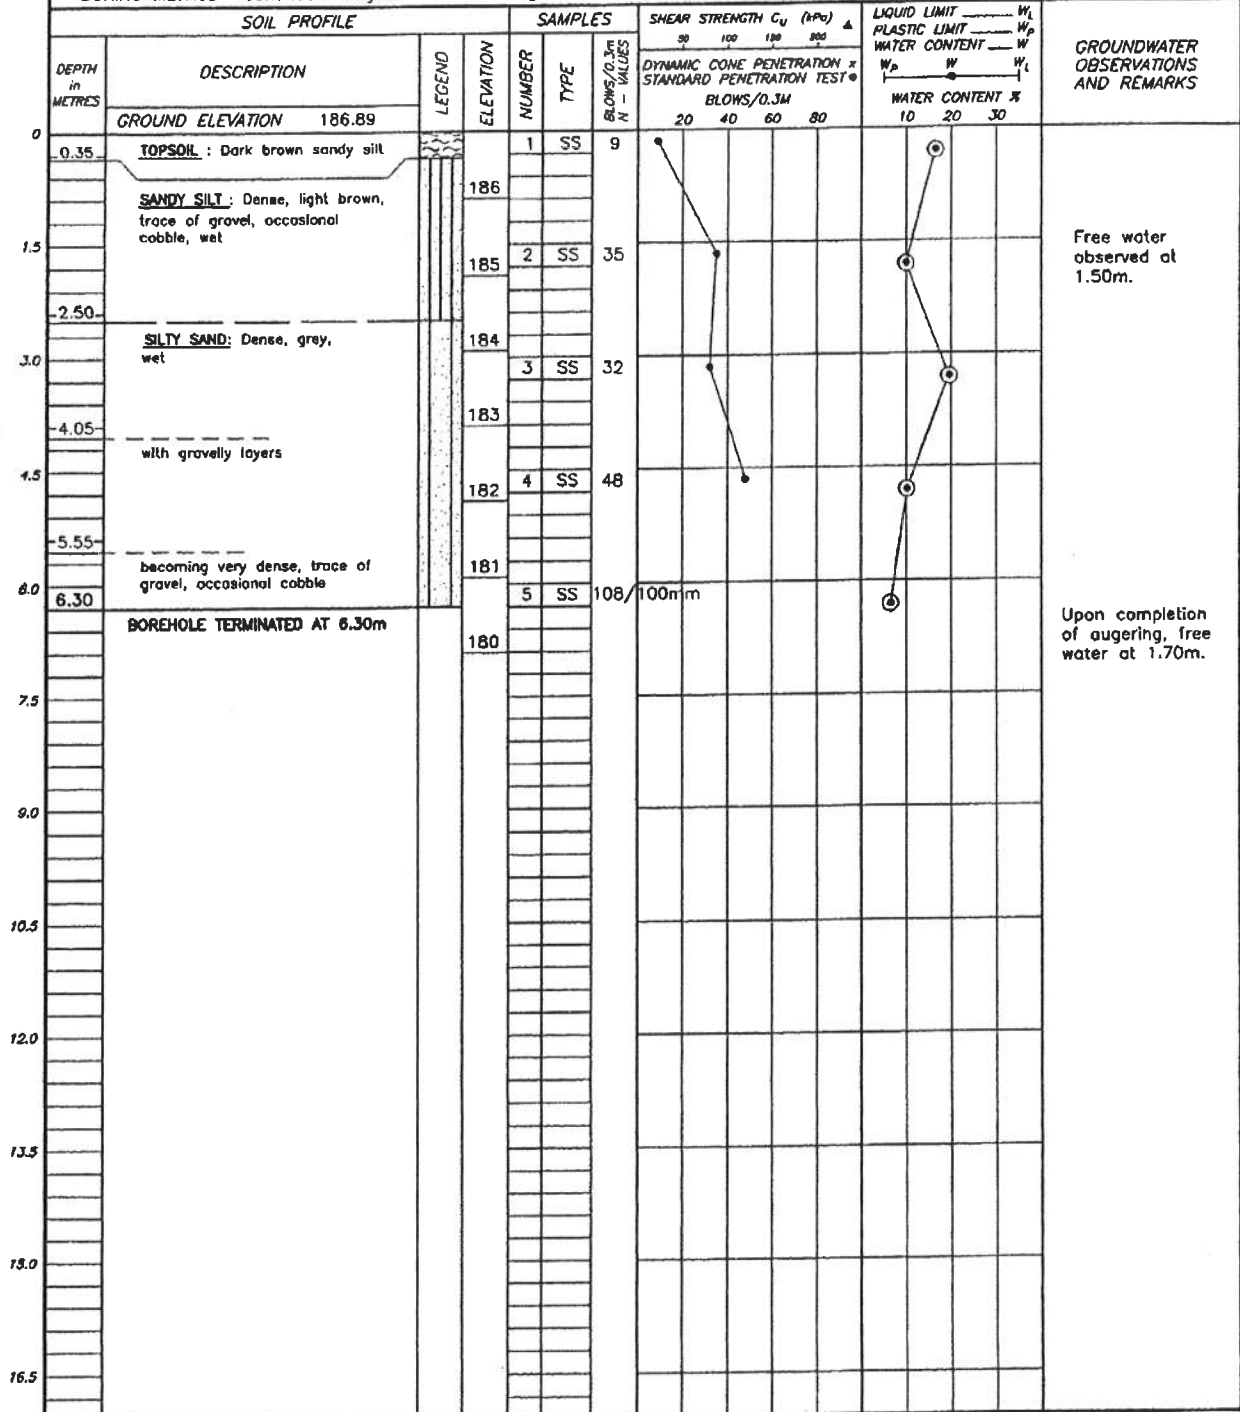 SOIL PROFILE
SAMPLES
SHEAR STRENGTH Cu (kPa) ▲
50 100 150 200
DYNAMIC CONE PENETRATION x
STANDARD PENETRATION TEST ●
BLOWS/0.3M
20 40 60 80
LIQUID LIMIT WL
PLASTIC LIMIT WP
WATER CONTENT W
WP W WL
WATER CONTENT %
10 20 30
GROUNDWATER
OBSERVATIONS
AND REMARKS
DEPTH
in
METRES
DESCRIPTION
LEGEND
ELEVATION
NUMBER
TYPE
BLOWS/0.3m
N - VALUES
GROUND ELEVATION 186.89
0
0.35
TOPSOIL : Dark brown sandy silt
1 SS 9
186
SANDY SILT : Dense, light brown,
trace of gravel, occasional
cobble, wet
1.5
185
2 SS 35
Free water
observed at
1.50m.
2.50
SILTY SAND: Dense, grey,
wet
184
3.0
3 SS 32
183
4.05
with gravelly layers
4.5
182
4 SS 48
5.55
becoming very dense, trace of
gravel, occasional cobble
181
6.0
6.30
5 SS 108/100mm
BOREHOLE TERMINATED AT 6.30m
180
Upon completion
of augering, free
water at 1.70m.
7.5
9.0
10.5
12.0
13.5
15.0
16.5